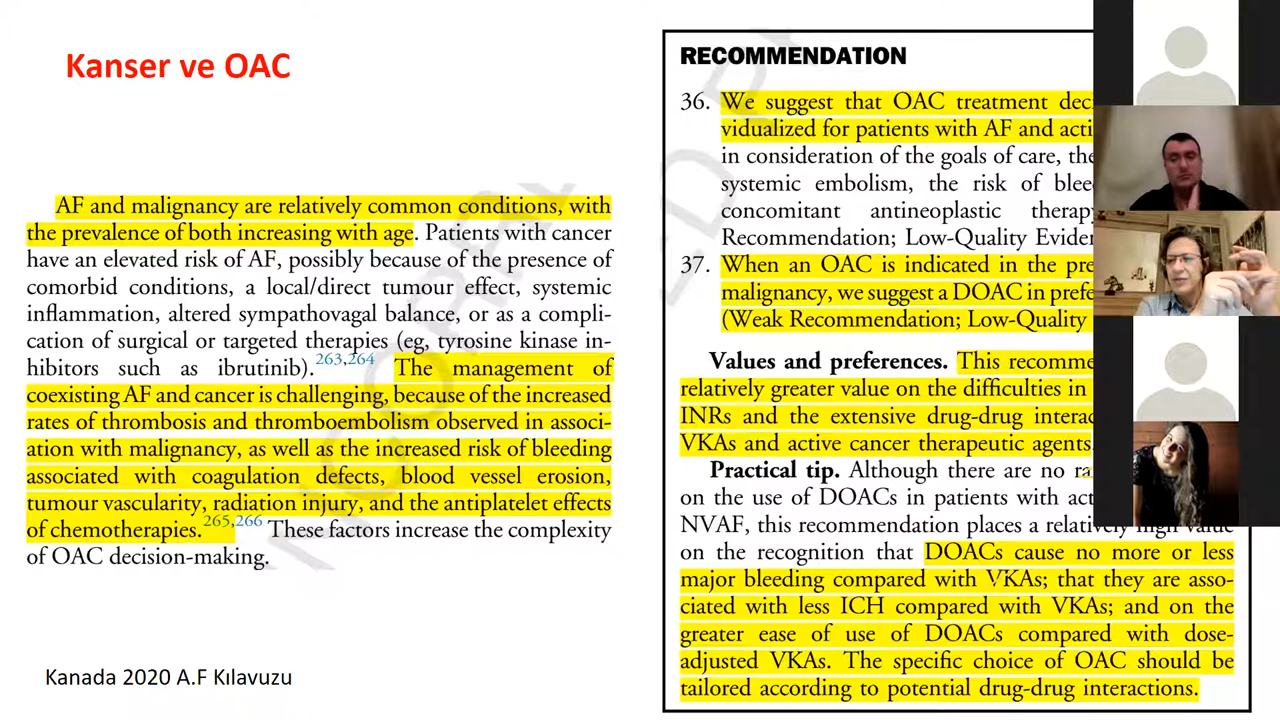 Kanser ve OAC
AF and malignancy are relatively common conditions, with
the prevalence of both increasing with age. Patients with cancer
have an elevated risk of AF, possibly because of the presence of
comorbid conditions, a local/direct tumour effect, systemic
inflammation, altered sympathovagal balance, or as a compli-
cation of surgical or targeted therapies (eg, tyrosine kinase in-
hibitors such as ibrutinib).263,264 The management of
coexisting AF and cancer is challenging, because of the increased
rates of thrombosis and thromboembolism observed in associ-
ation with malignancy, as well as the increased risk of bleeding
associated with coagulation defects, blood vessel erosion,
tumour vascularity, radiation injury, and the antiplatelet effects
of chemotherapies.265,266 These factors increase the complexity
of OAC decision-making.
Kanada 2020 A.F Kılavuzu
RECOMMENDATION
36. We suggest that OAC treatment
vidualized for patients with AF and
in consideration of the goals of care,
systemic embolism, the risk of
concomitant antineoplastic
Recommendation; Low-Quality
37. When an OAC is indicated in the
malignancy, we suggest a DOAC in
(Weak Recommendation; Low-Quality
Values and preferences. This
relatively greater value on the difficulties in
INRs and the extensive drug-drug
VKAs and active cancer therapeutic agents.
Practical tip. Although there are no
on the use of DOACs in patients with
NVAF, this recommendation places a relatively high value
on the recognition that DOACs cause no more or less
major bleeding compared with VKAs; that they are asso-
ciated with less ICH compared with VKAs; and on the
greater ease of use of DOACs compared with dose-
adjusted VKAs. The specific choice of OAC should be
tailored according to potential drug-drug interactions.